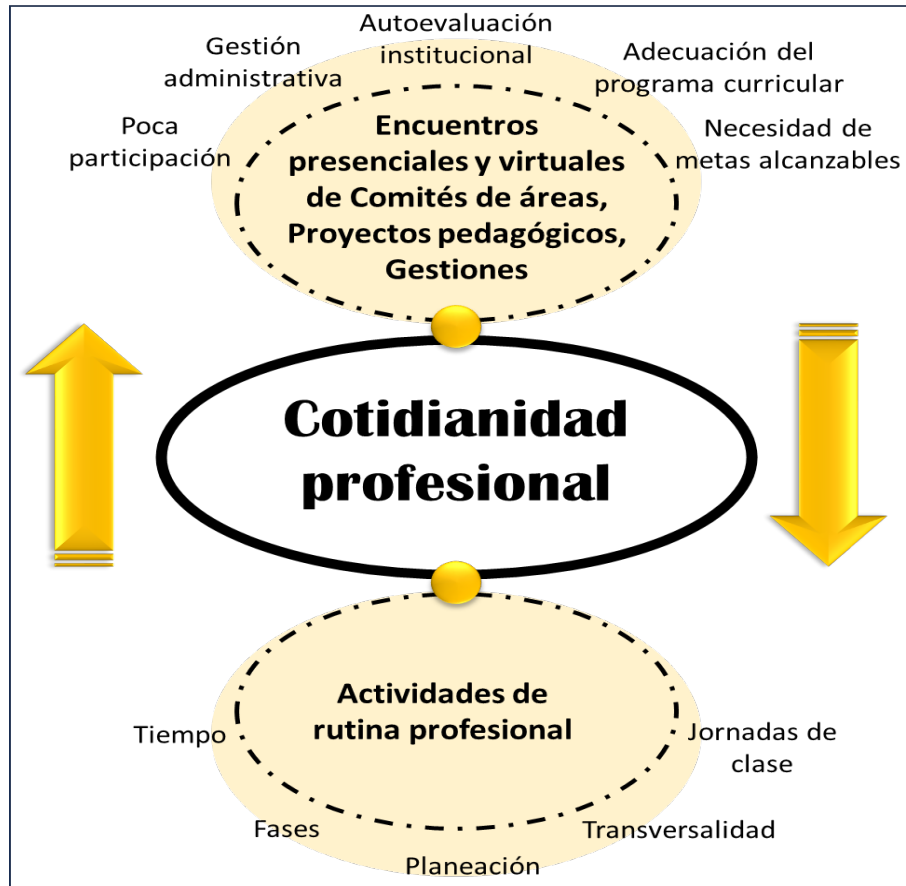 Autoevaluación
institucional
Gestión
administrativa
Adecuación del
programa curricular
Poca
participación
Necesidad de
metas alcanzables
Encuentros
presenciales y virtuales
de Comités de áreas,
Proyectos pedagógicos,
Gestiones
Cotidianidad
profesional
Actividades de
rutina profesional
Tiempo
Jornadas de
clase
Fases
Transversalidad
Planeación